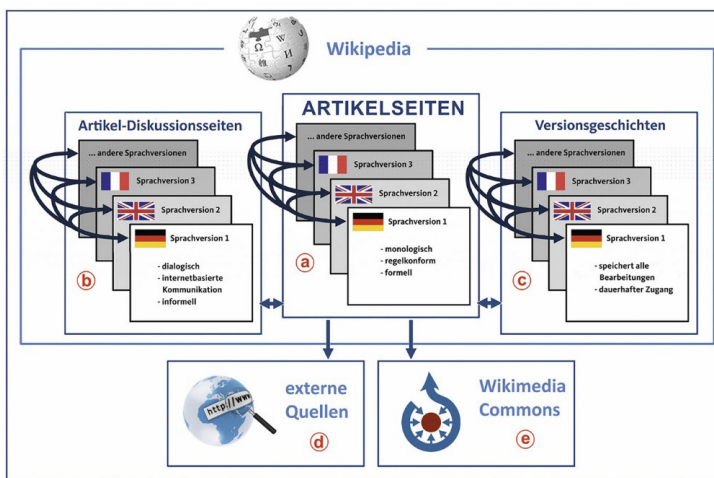 Wikipedia
Artikel-Diskussionsseiten
... andere Sprachversionen
Sprachversion 3
Sprachversion 2
Sprachversion 1
- dialogisch
- internetbasierte
Kommunikation
- informell
b
ARTIKELSEITEN
... andere Sprachversionen
Sprachversion 3
Sprachversion 2
Sprachversion 1
- monologisch
- regelkonform
- formell
a
Versionsgeschichten
... andere Sprachversionen
Sprachversion 3
Sprachversion 2
Sprachversion 1
- speichert alle
Bearbeitungen
- dauerhafter Zugang
c
http://www
externe
Quellen
d
Wikimedia
Commons
e